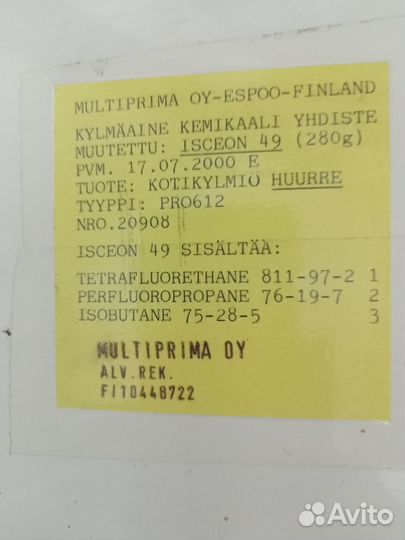 MULTIPRIMA OY-ESPOO-FINLAND
KYLMÄAINE KEMIKAALI YHDISTE
MUUTETTU: ISCEON 49 (280g)
PVM. 17.07.2000 E
TUOTE: KOTIKYLMIÖ HUURRE
TYYPPI: PRO612
NRO.20908
ISCEON 49 SISÄLTÄÄ:
TETRAFLUORETHANE 811-97-2 1
PERFLUOROPROPANE 76-19-7 2
ISOBUTANE 75-28-5 3
MULTIPRIMA OY
ALV.REK.
FI10448722
Avito